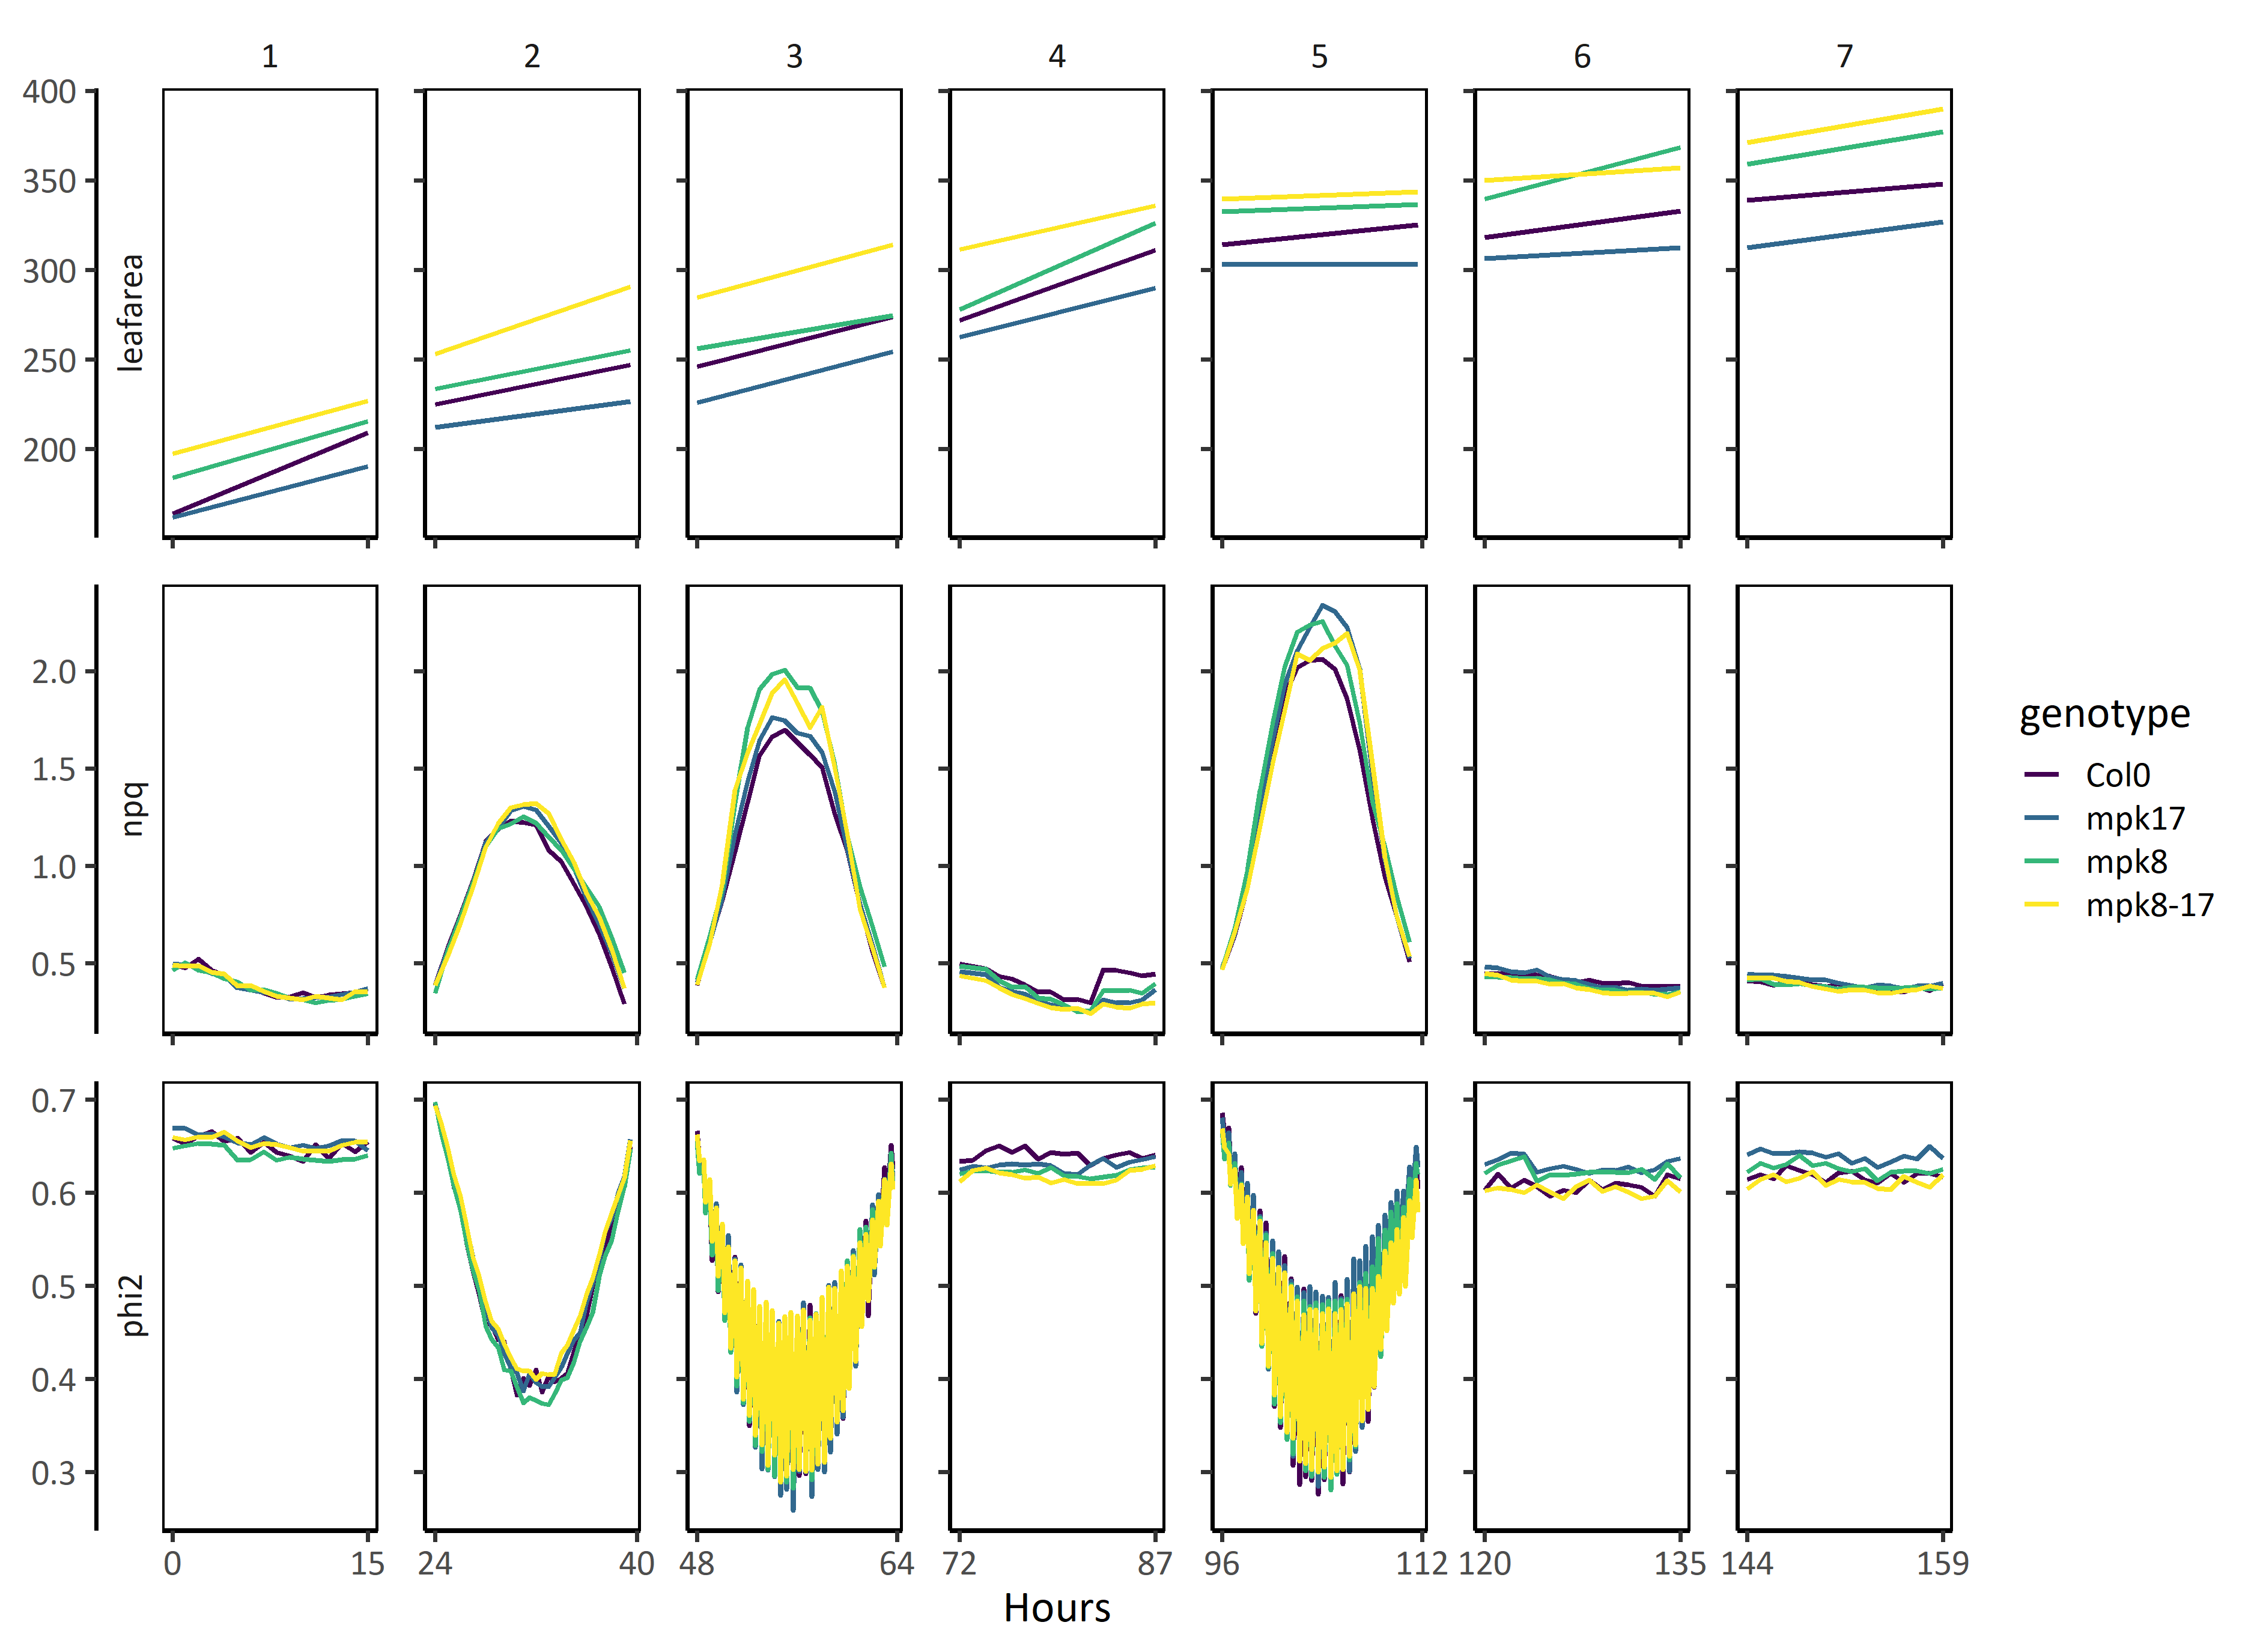 1 2 3 4 5 6 7
400
350
300
250
200
leafarea
2.0
1.5
1.0
0.5
npq
0.7
0.6
0.5
0.4
0.3
phi2
0 15 24 40 48 64 72 87 96 112 120 135 144 159
Hours
genotype
Col0
mpk17
mpk8
mpk8-17